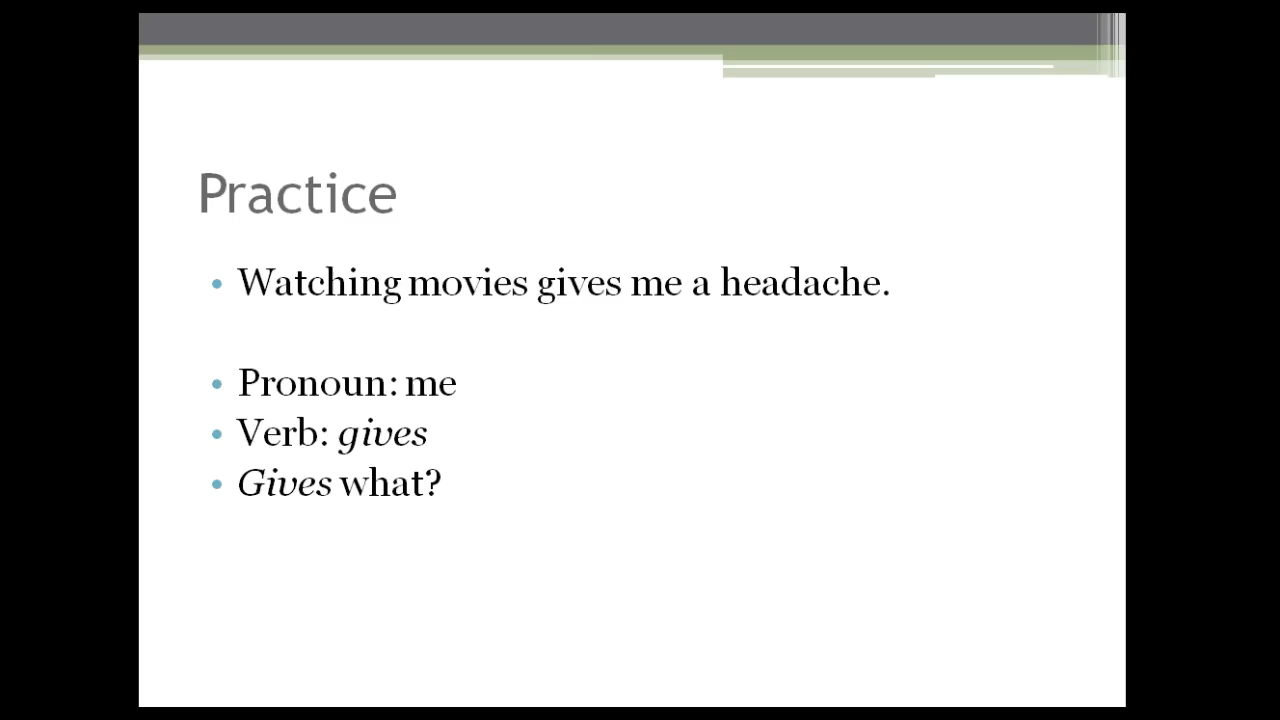 Practice
Watching movies gives me a headache.
Pronoun: me
Verb: gives
Gives what?